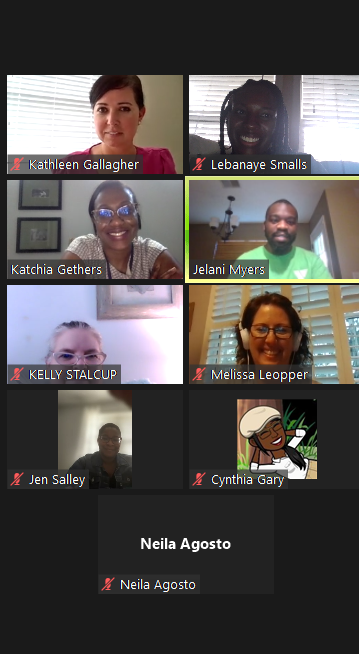 Kathleen Gallagher
Lebanaye Smalls
Katchia Gethers
Jelani Myers
KELLY STALCUP
Melissa Leopper
Jen Salley
Cynthia Gary
Neila Agosto
Neila Agosto